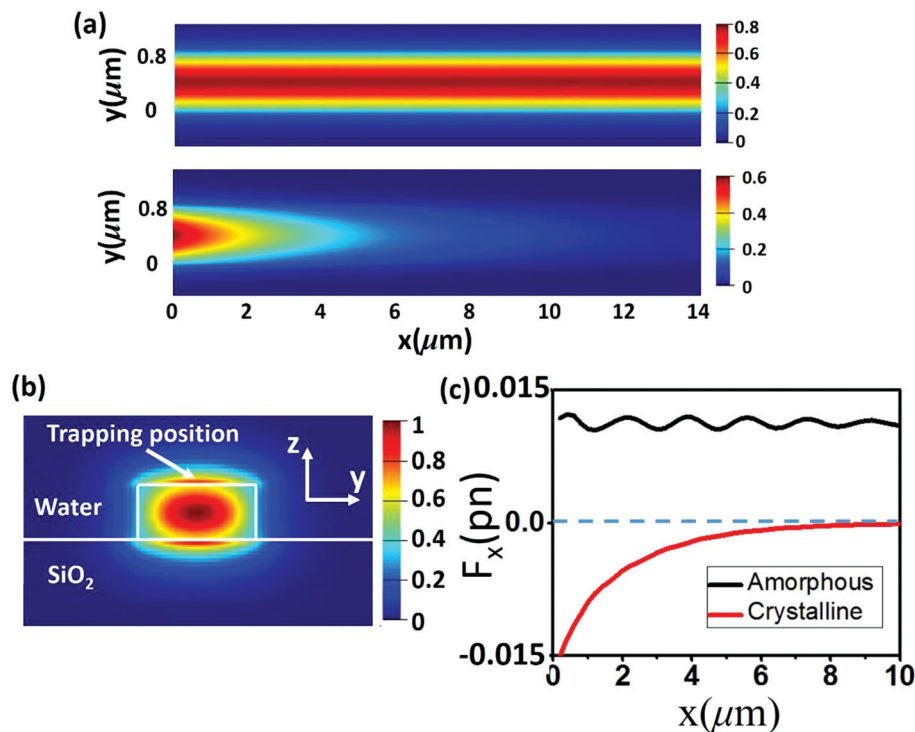 (a)
y(μm)
0.8
0
0.8
0.6
0.4
0.2
0
y(μm)
0.8
0
0.6
0.4
0.2
0
0 2 4 6 8 10 12 14
x(μm)
(b)
Trapping position
z
y
Water
SiO2
1
0.8
0.6
0.4
0.2
0
(c)
0.015
0.0
-0.015
Fx(pn)
Amorphous
Crystalline
0 2 4 6 8 10
x(μm)